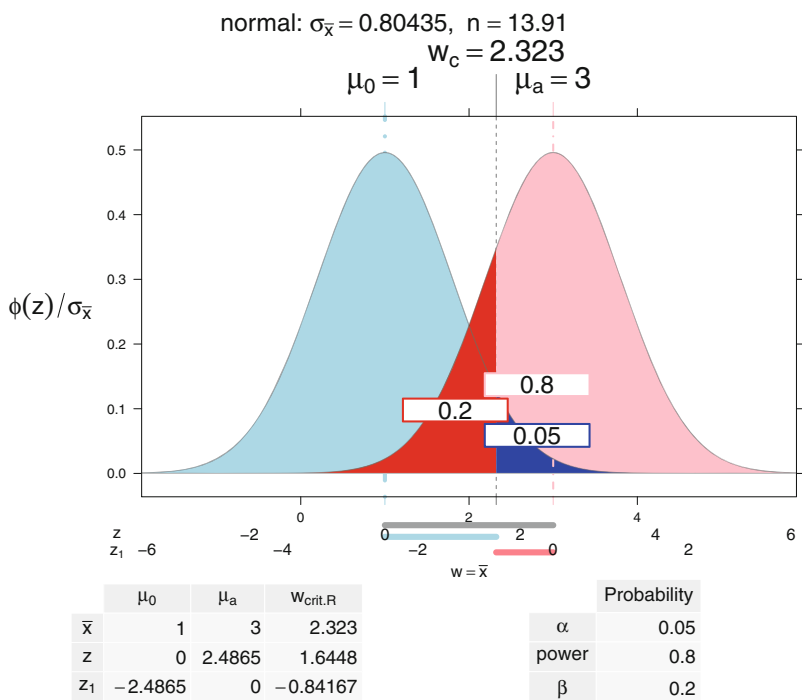 normal: σx̄ = 0.80435, n = 13.91
wc = 2.323
μ0 = 1 μa = 3
0.5
0.4
0.3
ϕ(z)/σx̄
0.2
0.1
0.0
0.8
0.2
0.05
0 2 4
z −2 0 2 4 6
z1 −6 −4 −2 0 2
w = x̄
μ0 μa wcrit.R
x̄ 1 3 2.323
z 0 2.4865 1.6448
z1 −2.4865 0 −0.84167
Probability
α 0.05
power 0.8
β 0.2